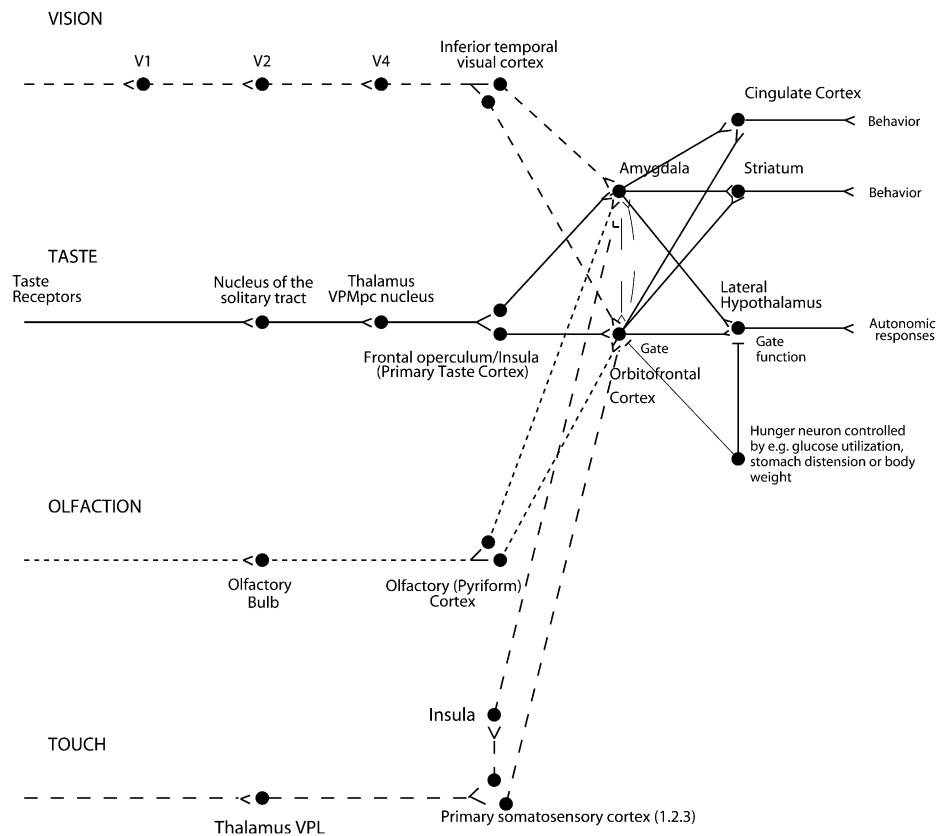 VISION
V1
V2
V4
Inferior temporal
visual cortex
Cingulate Cortex
Behavior
Amygdala
Striatum
Behavior
TASTE
Taste
Receptors
Nucleus of the
solitary tract
Thalamus
VPMpc nucleus
Frontal operculum/Insula
(Primary Taste Cortex)
Gate
Orbitofrontal
Cortex
Lateral
Hypothalamus
Gate
function
Autonomic
responses
Hunger neuron controlled
by e.g. glucose utilization,
stomach distension or body
weight
OLFACTION
Olfactory
Bulb
Olfactory (Pyriform)
Cortex
Insula
TOUCH
Thalamus VPL
Primary somatosensory cortex (1.2.3)